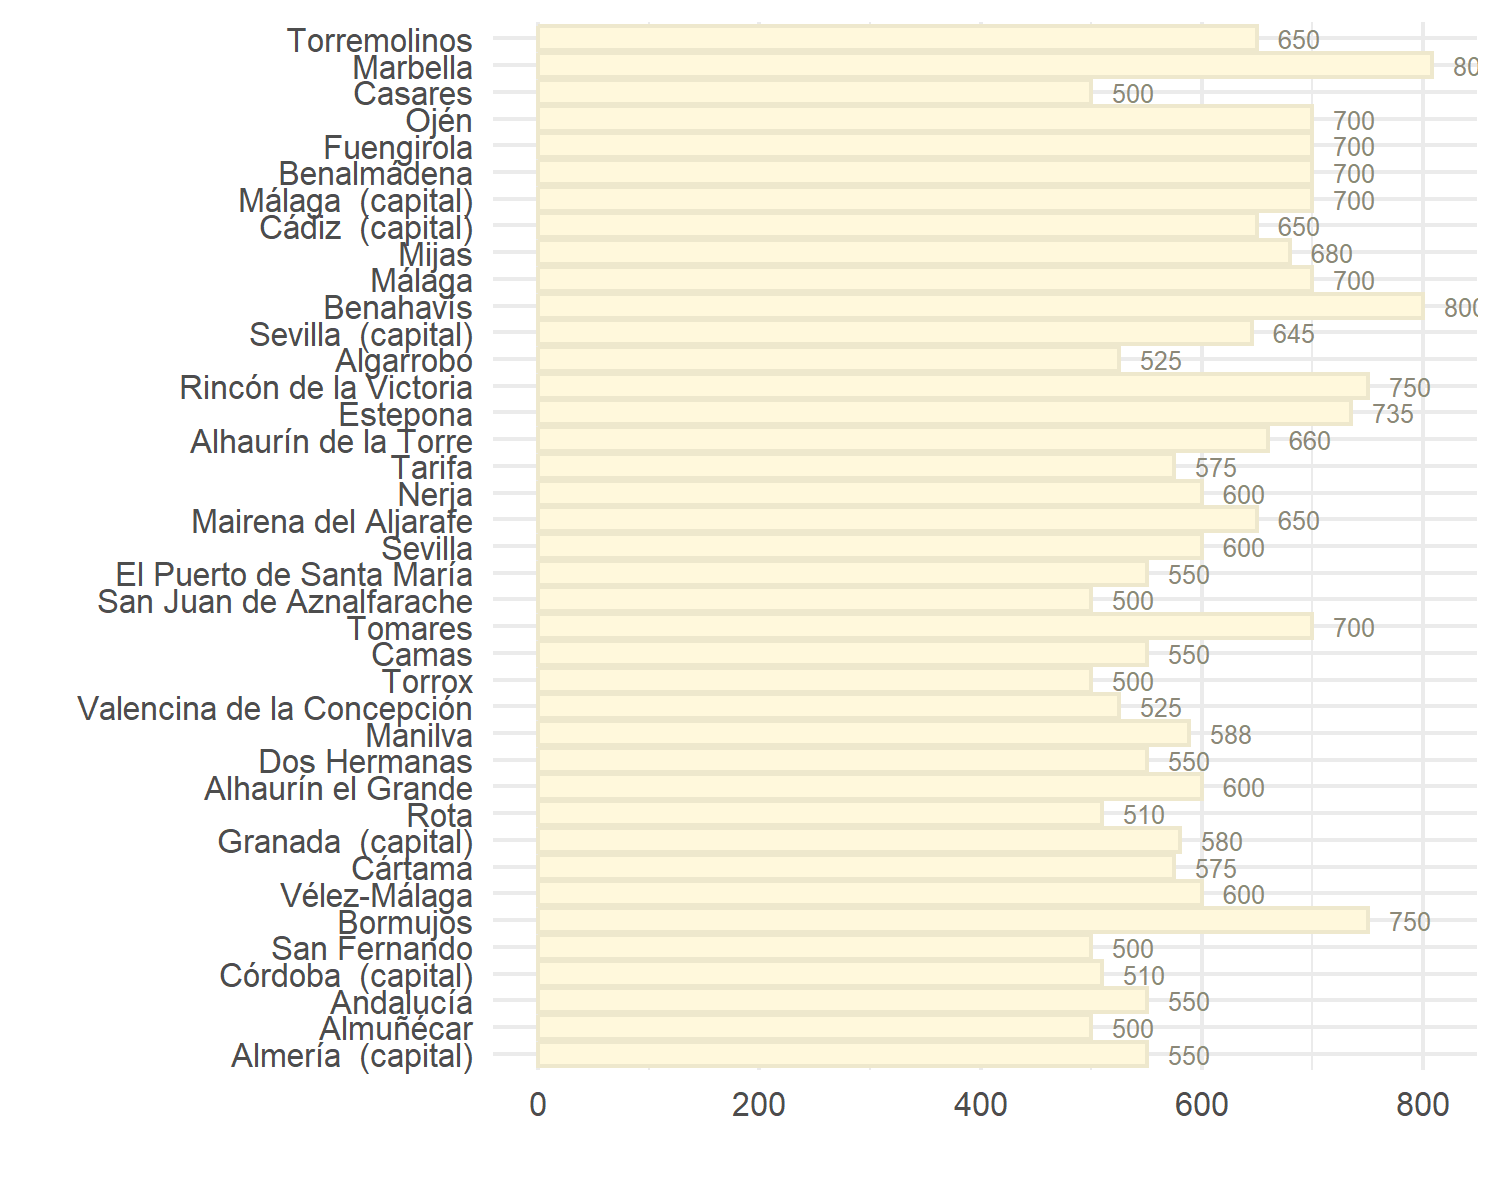 Torremolinos 650
Marbella 80
Casares 500
Ojén 700
Fuengirola 700
Benalmádena 700
Málaga (capital) 700
Cádiz (capital) 650
Mijas 680
Málaga 700
Benahavís 800
Sevilla (capital) 645
Algarrobo 525
Rincón de la Victoria 750
Estepona 735
Alhaurín de la Torre 660
Tarifa 575
Nerja 600
Mairena del Aljarafe 650
Sevilla 600
El Puerto de Santa María 550
San Juan de Aznalfarache 500
Tomares 700
Camas 550
Torrox 500
Valencina de la Concepción 525
Manilva 588
Dos Hermanas 550
Alhaurín el Grande 600
Rota 510
Granada (capital) 580
Cártama 575
Vélez-Málaga 600
Bormujos 750
San Fernando 500
Córdoba (capital) 510
Andalucía 550
Almuñécar 500
Almería (capital) 550
0 200 400 600 800